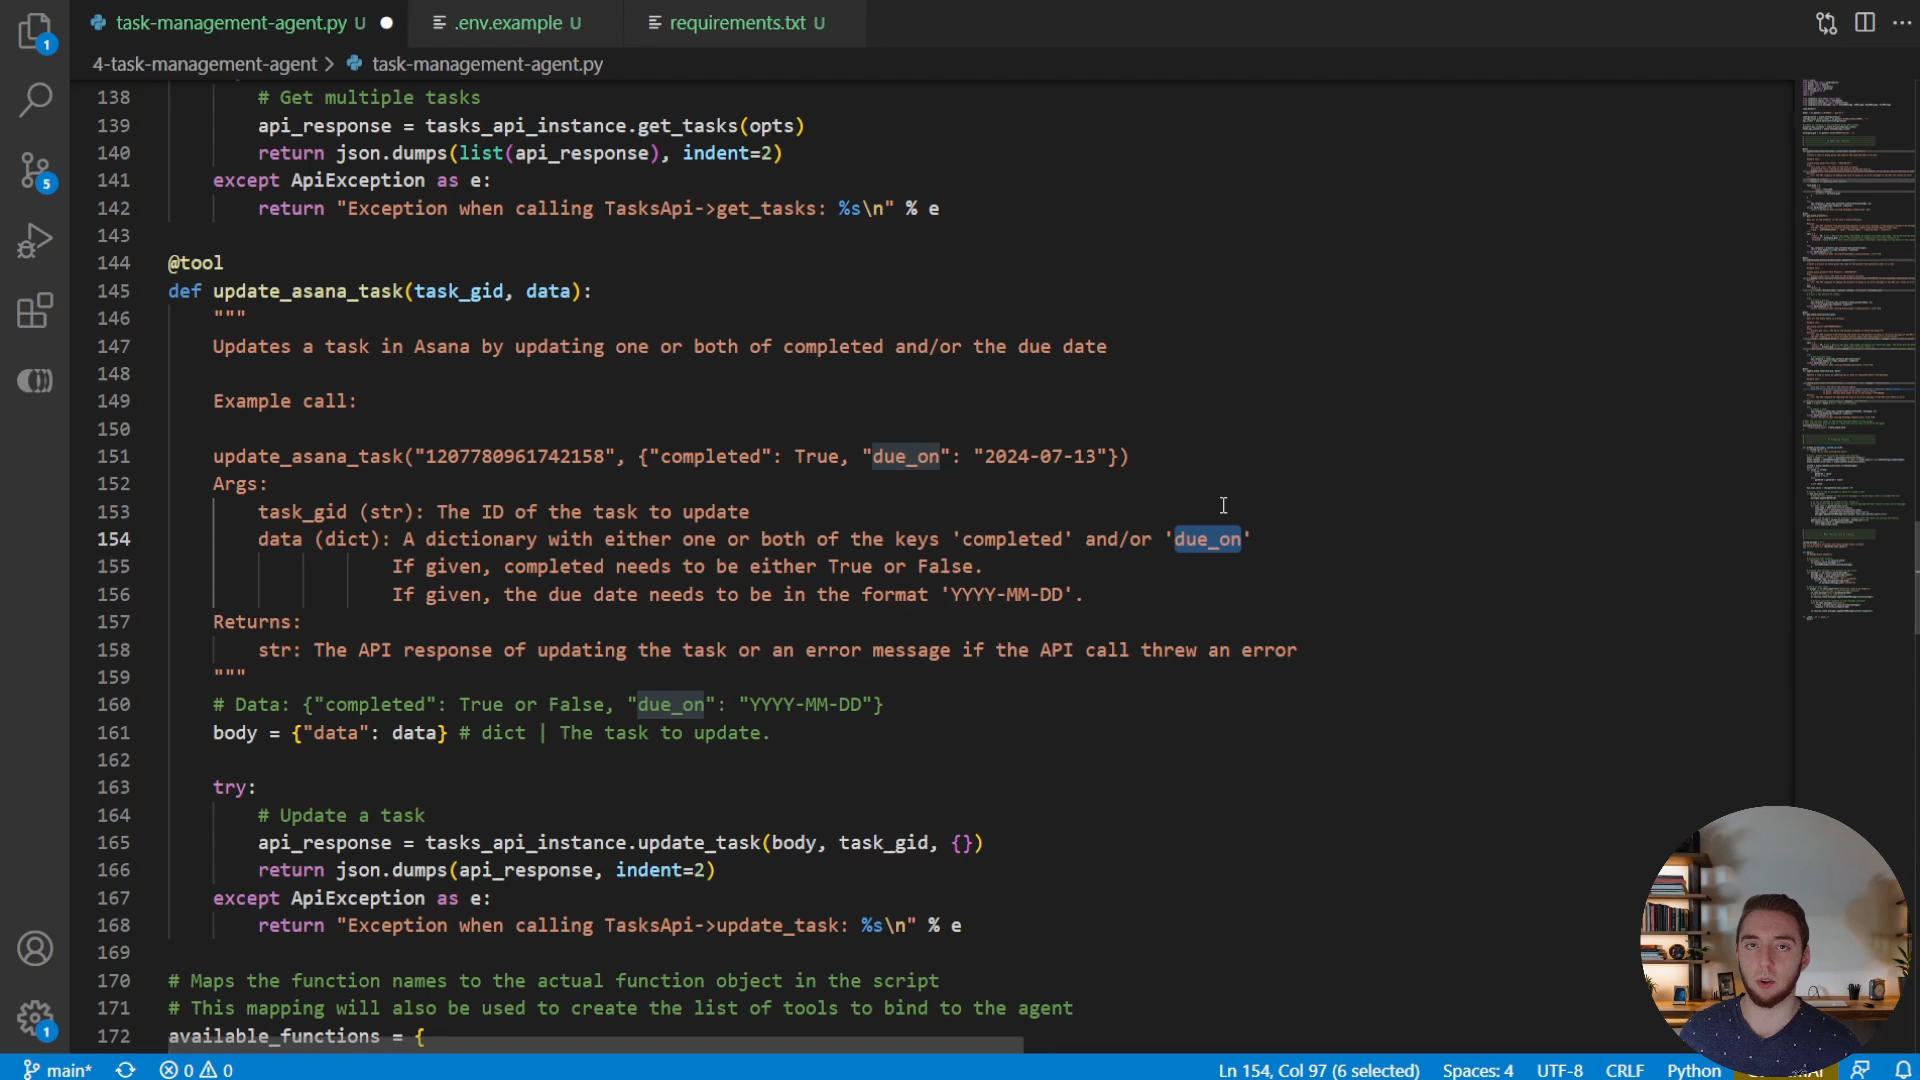 task-management-agent.py U
.env.example U
requirements.txt U
4-task-management-agent > task-management-agent.py
138 # Get multiple tasks
139 api_response = tasks_api_instance.get_tasks(opts)
140 return json.dumps(list(api_response), indent=2)
141 except ApiException as e:
142 return "Exception when calling TasksApi->get_tasks: %s\n" % e
143
144 @tool
145 def update_asana_task(task_gid, data):
146 """
147 Updates a task in Asana by updating one or both of completed and/or the due date
148
149 Example call:
150
151 update_asana_task("1207780961742158", {"completed": True, "due_on": "2024-07-13"})
152 Args:
153 task_gid (str): The ID of the task to update
154 data (dict): A dictionary with either one or both of the keys 'completed' and/or 'due_on'
155 If given, completed needs to be either True or False.
156 If given, the due date needs to be in the format 'YYYY-MM-DD'.
157 Returns:
158 str: The API response of updating the task or an error message if the API call threw an error
159 """
160 # Data: {"completed": True or False, "due_on": "YYYY-MM-DD"}
161 body = {"data": data} # dict | The task to update.
162
163 try:
164 # Update a task
165 api_response = tasks_api_instance.update_task(body, task_gid, {})
166 return json.dumps(api_response, indent=2)
167 except ApiException as e:
168 return "Exception when calling TasksApi->update_task: %s\n" % e
169
170 # Maps the function names to the actual function object in the script
171 # This mapping will also be used to create the list of tools to bind to the agent
172 available_functions = {
1
5
1
main* 0 0 Ln 154, Col 97 (6 selected) Spaces: 4 UTF-8 CRLF Python